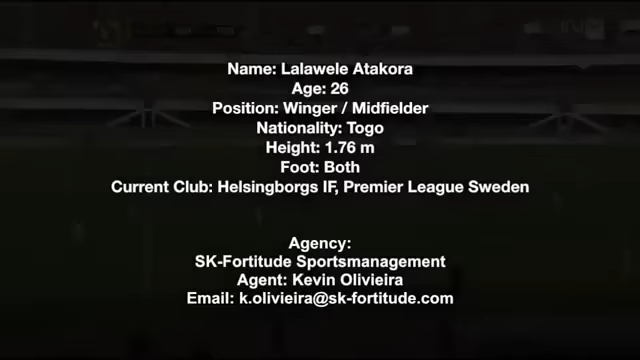 Name: Lalawele Atakora
Age: 26
Position: Winger / Midfielder
Nationality: Togo
Height: 1.76 m
Foot: Both
Current Club: Helsingborgs IF, Premier League Sweden
Agency:
SK-Fortitude Sportsmanagement
Agent: Kevin Olivieira
Email: k.olivieira@sk-fortitude.com